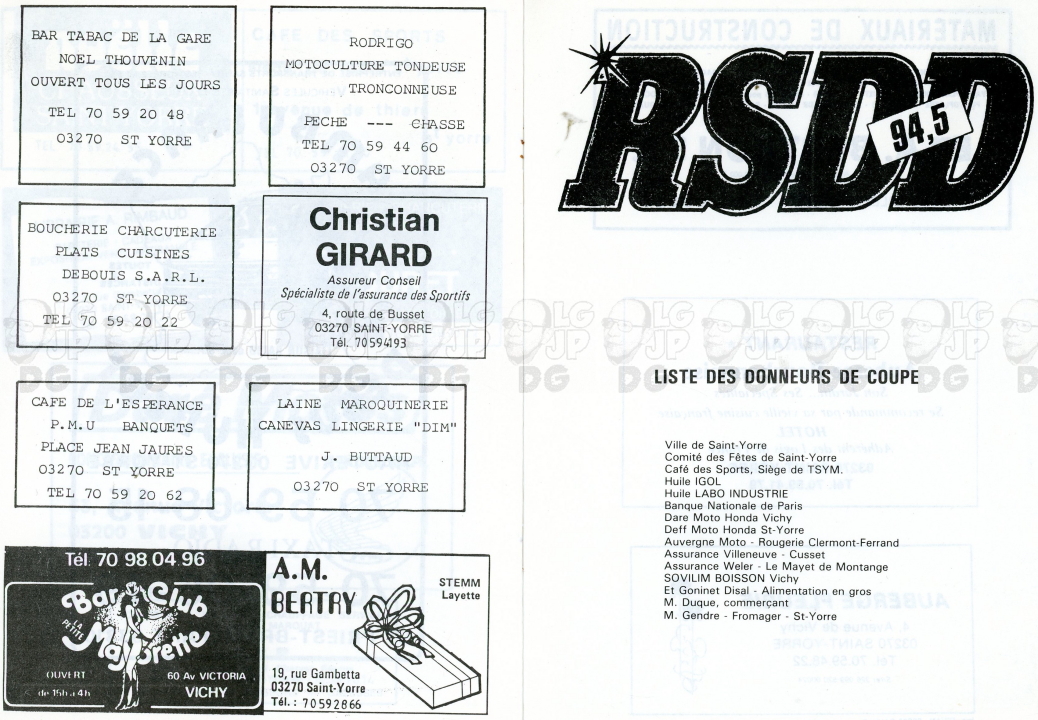 BAR TABAC DE LA GARE
NOEL THOUVENIN
OUVERT TOUS LES JOURS
TEL 70 59 20 48
03270 ST YORRE
RODRIGO
MOTOCULTURE TONDEUSE
TRONCONNEUSE
PECHE --- CHASSE
TEL 70 59 44 60
03270 ST YORRE
BOUCHERIE CHARCUTERIE
PLATS CUISINES
DEBOUIS S.A.R.L.
03270 ST YORRE
TEL 70 59 20 22
Christian
GIRARD
Assureur Conseil
Spécialiste de l'assurance des Sportifs
4, route de Busset
03270 SAINT-YORRE
Tél. 70594193
CAFE DE L'ESPERANCE
P.M.U BANQUETS
PLACE JEAN JAURES
03270 ST YORRE
TEL 70 59 20 62
LAINE MAROQUINERIE
CANEVAS LINGERIE "DIM"
J. BUTTAUD
03270 ST YORRE
Tél. 70 98.04.96
Bar Club
LA PETITE
Majorette
OUVERT
de 15h a 4h
60 Av VICTORIA
VICHY
A.M.
BERTRY
STEMM
Layette
19, rue Gambetta
03270 Saint-Yorre
Tél. : 70592866
RSDD
94,5
LISTE DES DONNEURS DE COUPE
Ville de Saint-Yorre
Comité des Fêtes de Saint-Yorre
Café des Sports, Siège de TSYM.
Huile IGOL
Huile LABO INDUSTRIE
Banque Nationale de Paris
Dare Moto Honda Vichy
Deff Moto Honda St-Yorre
Auvergne Moto - Rougerie Clermont-Ferrand
Assurance Villeneuve - Cusset
Assurance Weler - Le Mayet de Montange
SOVILIM BOISSON Vichy
Et Goninet Disal - Alimentation en gros
M. Duque, commerçant
M. Gendre - Fromager - St-Yorre
LG JP DG